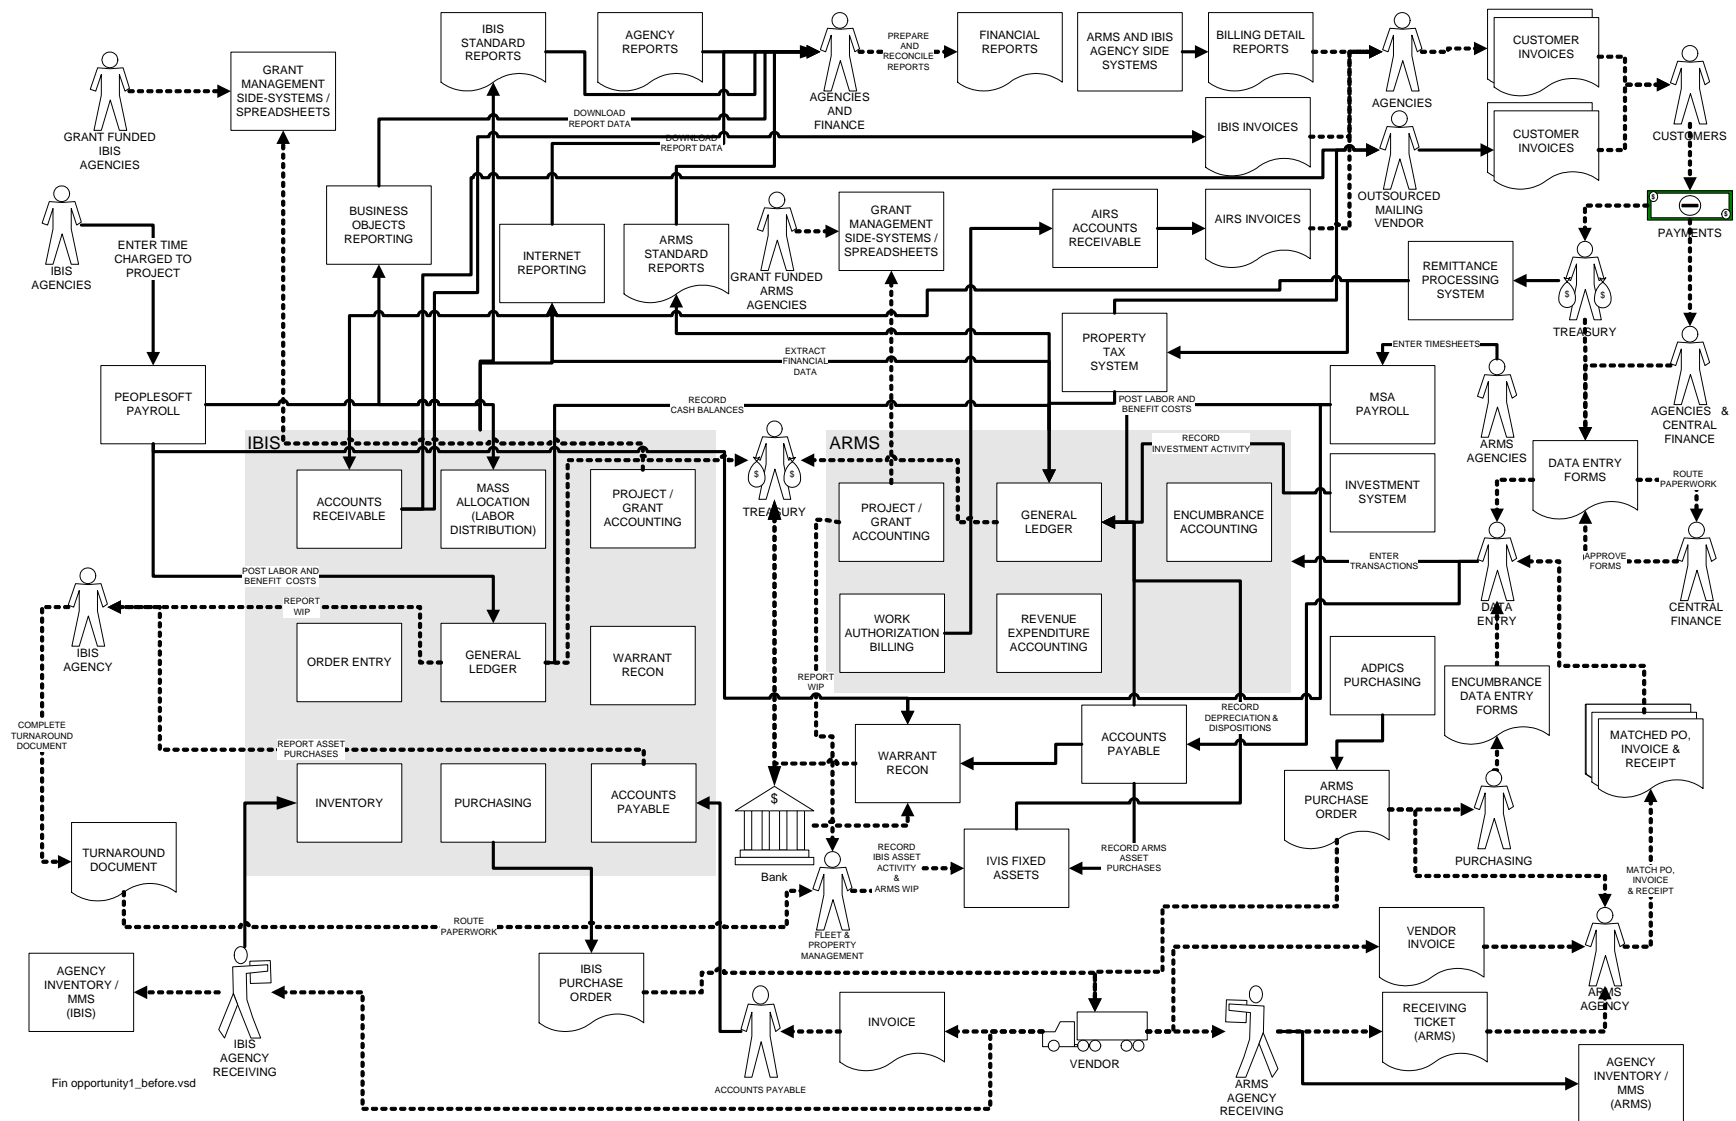 IBIS
STANDARD
REPORTS
AGENCY
REPORTS
AGENCIES
AND
FINANCE
PREPARE
AND
RECONCILE
REPORTS
FINANCIAL
REPORTS
ARMS AND IBIS
AGENCY SIDE
SYSTEMS
BILLING DETAIL
REPORTS
AGENCIES
CUSTOMER
INVOICES
CUSTOMERS
GRANT FUNDED
IBIS
AGENCIES
GRANT
MANAGEMENT
SIDE-SYSTEMS /
SPREADSHEETS
DOWNLOAD
REPORT DATA
DOWNLOAD
REPORT DATA
IBIS INVOICES
OUTSOURCED
MAILING
VENDOR
CUSTOMER
INVOICES
IBIS
AGENCIES
ENTER TIME
CHARGED TO
PROJECT
BUSINESS
OBJECTS
REPORTING
INTERNET
REPORTING
ARMS
STANDARD
REPORTS
GRANT FUNDED
ARMS
AGENCIES
GRANT
MANAGEMENT
SIDE-SYSTEMS /
SPREADSHEETS
AIRS
ACCOUNTS
RECEIVABLE
AIRS INVOICES
$
$
PAYMENTS
REMITTANCE
PROCESSING
SYSTEM
$
$
TREASURY
PROPERTY
TAX
SYSTEM
ENTER TIMESHEETS
EXTRACT
FINANCIAL
DATA
PEOPLESOFT
PAYROLL
RECORD
CASH BALANCES
POST LABOR AND
BENEFIT COSTS
MSA
PAYROLL
ARMS
AGENCIES
AGENCIES &
CENTRAL
FINANCE
IBIS
ARMS
$
$
TREASURY
RECORD
INVESTMENT ACTIVITY
INVESTMENT
SYSTEM
DATA ENTRY
FORMS
ROUTE
PAPERWORK
ACCOUNTS
RECEIVABLE
MASS
ALLOCATION
(LABOR
DISTRIBUTION)
PROJECT /
GRANT
ACCOUNTING
PROJECT /
GRANT
ACCOUNTING
GENERAL
LEDGER
ENCUMBRANCE
ACCOUNTING
ENTER
TRANSACTIONS
APPROVE
FORMS
DATA
ENTRY
CENTRAL
FINANCE
POST LABOR AND
BENEFIT COSTS
REPORT
WIP
IBIS
AGENCY
ORDER ENTRY
GENERAL
LEDGER
WARRANT
RECON
WORK
AUTHORIZATION
BILLING
REVENUE
EXPENDITURE
ACCOUNTING
ADPICS
PURCHASING
ENCUMBRANCE
DATA ENTRY
FORMS
REPORT
WIP
RECORD
DEPRECIATION &
DISPOSITIONS
COMPLETE
TURNAROUND
DOCUMENT
REPORT ASSET
PURCHASES
WARRANT
RECON
ACCOUNTS
PAYABLE
MATCHED PO,
INVOICE &
RECEIPT
INVENTORY
PURCHASING
ACCOUNTS
PAYABLE
$
Bank
ARMS
PURCHASE
ORDER
PURCHASING
TURNAROUND
DOCUMENT
RECORD
IBIS ASSET
ACTIVITY
&
ARMS WIP
IVIS FIXED
ASSETS
RECORD ARMS
ASSET
PURCHASES
MATCH PO,
INVOICE
& RECEIPT
ROUTE
PAPERWORK
FLEET &
PROPERTY
MANAGEMENT
VENDOR
INVOICE
ARMS
AGENCY
AGENCY
INVENTORY /
MMS
(IBIS)
IBIS
AGENCY
RECEIVING
IBIS
PURCHASE
ORDER
ACCOUNTS PAYABLE
INVOICE
VENDOR
ARMS
AGENCY
RECEIVING
RECEIVING
TICKET
(ARMS)
AGENCY
INVENTORY /
MMS
(ARMS)
Fin opportunity1_before.vsd